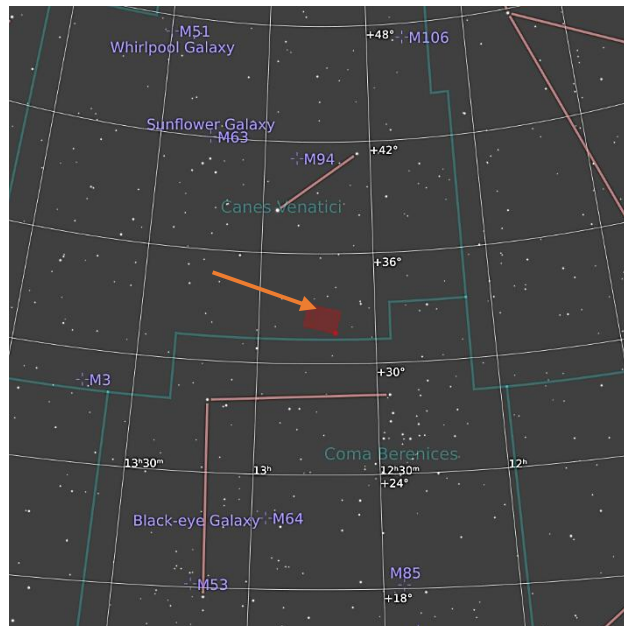 M51
Whirlpool Galaxy
+48°
M106
Sunflower Galaxy
M63
M94
+42°
Canes Venatici
+36°
M3
+30°
13ʰ30ᵐ
13ʰ
12ʰ30ᵐ
12ʰ
Coma Berenices
+24°
Black-eye Galaxy
M64
M53
M85
+18°